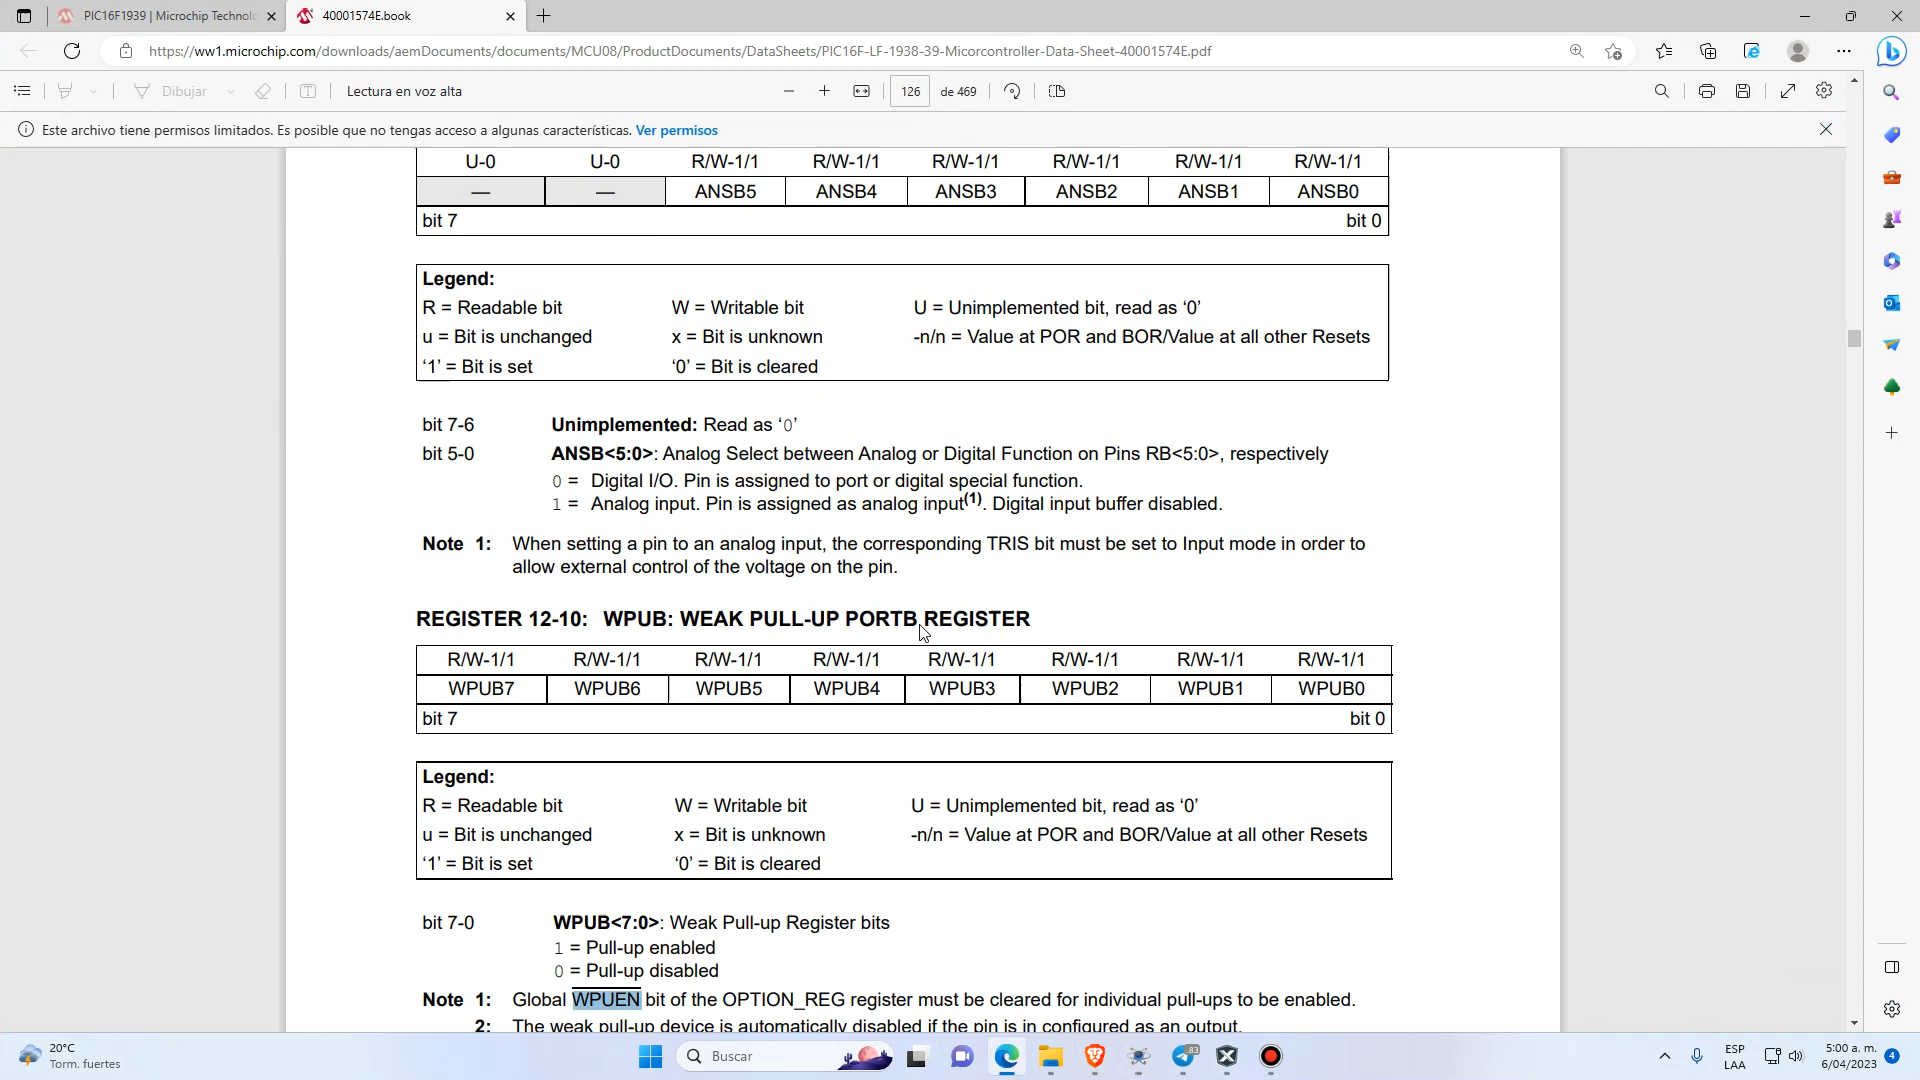 PIC16F1939 | Microchip Technolo
40001574E.book
https://ww1.microchip.com/downloads/aemDocuments/documents/MCU08/ProductDocuments/DataSheets/PIC16F-LF-1938-39-Micorcontroller-Data-Sheet-40001574E.pdf
Dibujar
Lectura en voz alta
126 de 469
Este archivo tiene permisos limitados. Es posible que no tengas acceso a algunas características. Ver permisos
U-0 U-0 R/W-1/1 R/W-1/1 R/W-1/1 R/W-1/1 R/W-1/1 R/W-1/1
— — ANSB5 ANSB4 ANSB3 ANSB2 ANSB1 ANSB0
bit 7 bit 0
Legend:
R = Readable bit W = Writable bit U = Unimplemented bit, read as ‘0’
u = Bit is unchanged x = Bit is unknown -n/n = Value at POR and BOR/Value at all other Resets
‘1’ = Bit is set ‘0’ = Bit is cleared
bit 7-6 Unimplemented: Read as ‘0’
bit 5-0 ANSB<5:0>: Analog Select between Analog or Digital Function on Pins RB<5:0>, respectively
0 = Digital I/O. Pin is assigned to port or digital special function.
1 = Analog input. Pin is assigned as analog input(1). Digital input buffer disabled.
Note 1: When setting a pin to an analog input, the corresponding TRIS bit must be set to Input mode in order to
allow external control of the voltage on the pin.
REGISTER 12-10: WPUB: WEAK PULL-UP PORTB REGISTER
R/W-1/1 R/W-1/1 R/W-1/1 R/W-1/1 R/W-1/1 R/W-1/1 R/W-1/1 R/W-1/1
WPUB7 WPUB6 WPUB5 WPUB4 WPUB3 WPUB2 WPUB1 WPUB0
bit 7 bit 0
Legend:
R = Readable bit W = Writable bit U = Unimplemented bit, read as ‘0’
u = Bit is unchanged x = Bit is unknown -n/n = Value at POR and BOR/Value at all other Resets
‘1’ = Bit is set ‘0’ = Bit is cleared
bit 7-0 WPUB<7:0>: Weak Pull-up Register bits
1 = Pull-up enabled
0 = Pull-up disabled
Note 1: Global WPUEN bit of the OPTION_REG register must be cleared for individual pull-ups to be enabled.
2: The weak pull-up device is automatically disabled if the pin is in configured as an output.
20°C
Torm. fuertes
Buscar
83
ESP
LAA
5:00 a. m.
6/04/2023
4